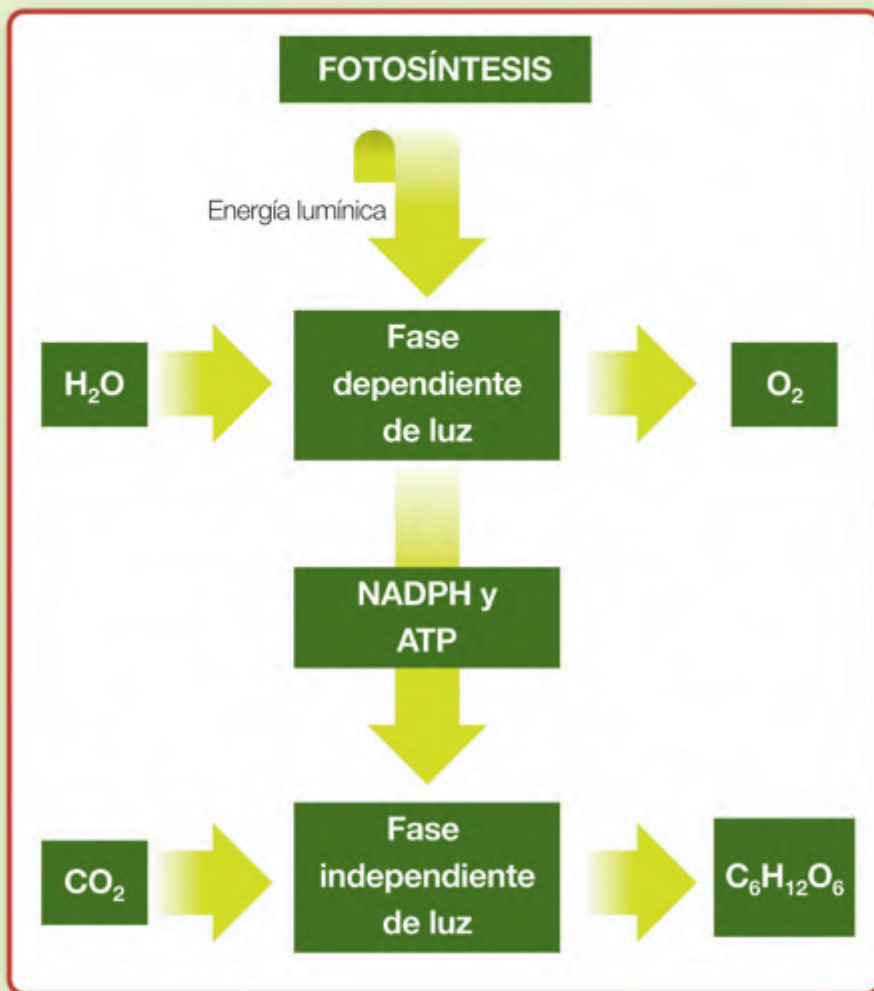 FOTOSÍNTESIS
Energía lumínica
H₂O
Fase
dependiente
de luz
O₂
NADPH y
ATP
CO₂
Fase
independiente
de luz
C₆H₁₂O₆